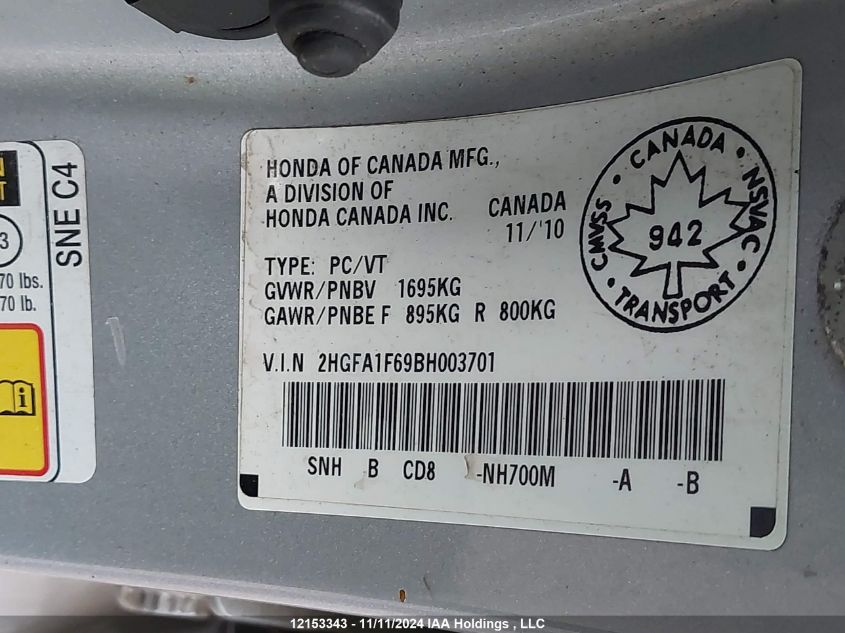 HONDA OF CANADA MFG.,
A DIVISION OF
HONDA CANADA INC. CANADA
11/'10
TYPE: PC/VT
GVWR/PNBV 1695KG
GAWR/PNBE F 895KG R 800KG
V.I.N 2HGFA1F69BH003701
SNH B CD8 -NH700M -A -B
CANADA • NSVAC • TRANSPORT • CMVSS •
942
SNE C4
N
T
3
70 lbs.
70 lb.
12153343 - 11/11/2024 IAA Holdings , LLC